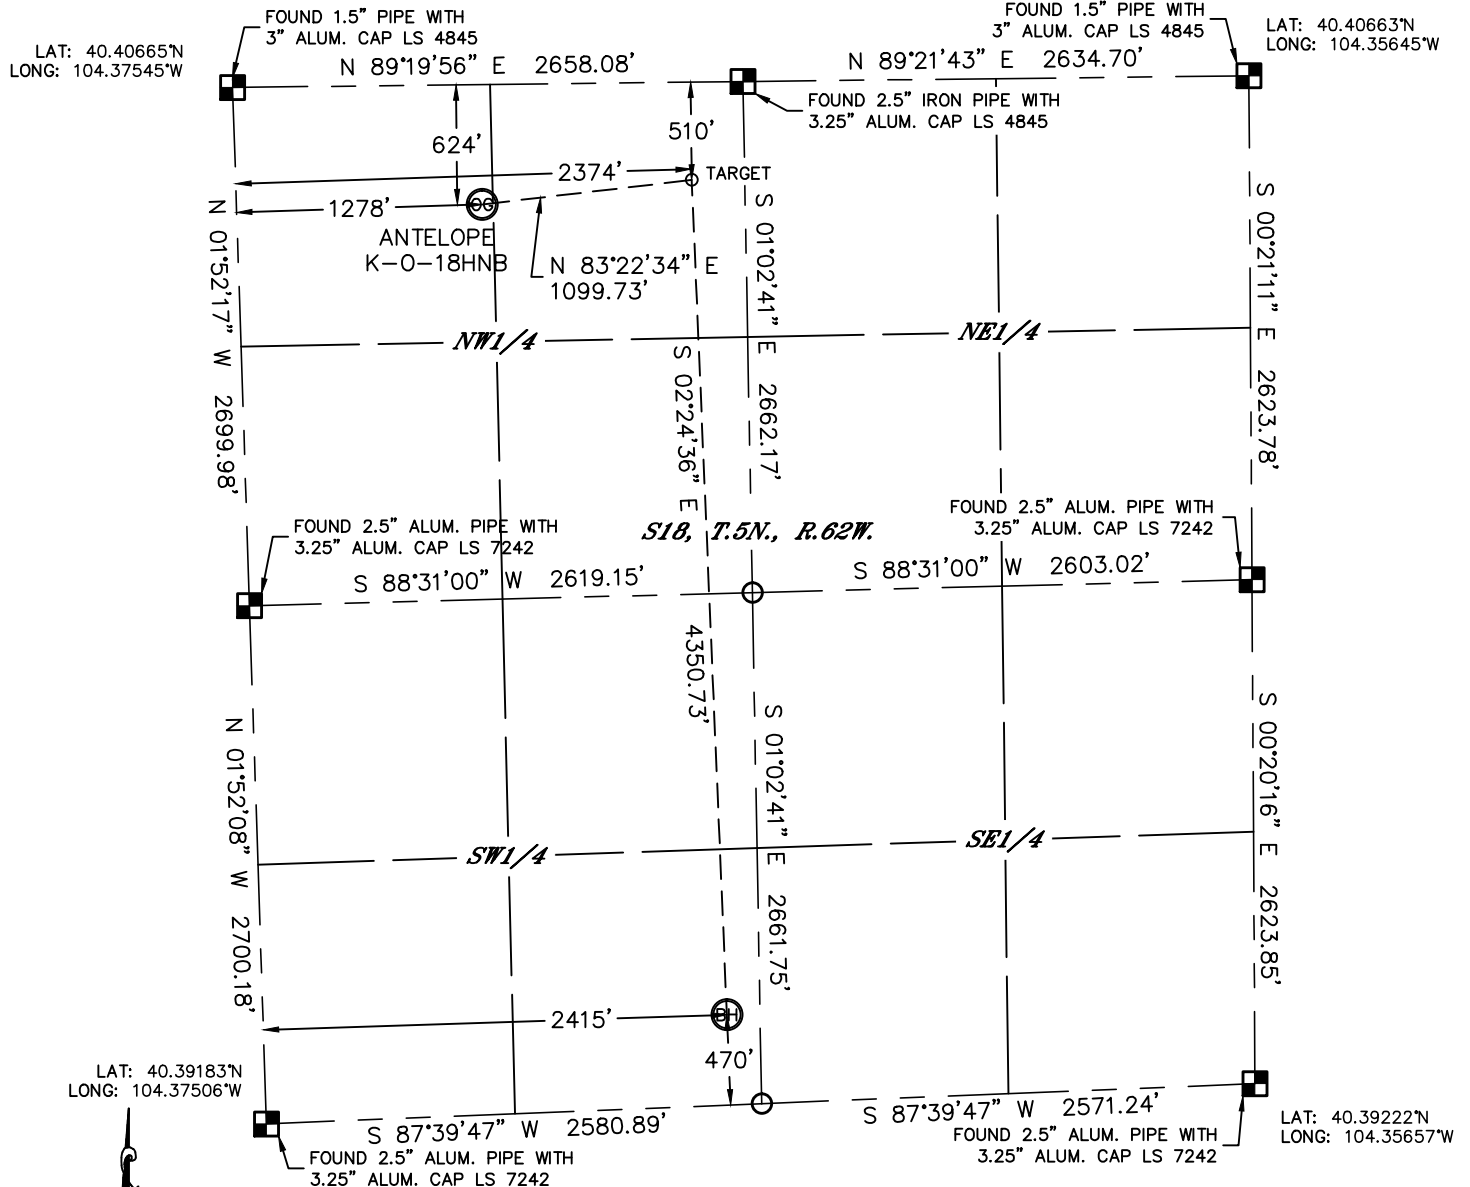 FOUND 1.5" PIPE WITH
3" ALUM. CAP LS 4845
LAT: 40.40665°N
LONG: 104.37545°W
FOUND 1.5" PIPE WITH
3" ALUM. CAP LS 4845
LAT: 40.40663°N
LONG: 104.35645°W
N 89°19'56" E 2658.08'
N 89°21'43" E 2634.70'
FOUND 2.5" IRON PIPE WITH
3.25" ALUM. CAP LS 4845
624'
510'
2374'
TARGET
1278'
OG
ANTELOPE
K-O-18HNB
N 83°22'34" E
1099.73'
N 01°52'17" W 2699.98'
S 01°02'41" E 2662.17'
S 00°21'11" E 2623.78'
NW1/4
NE1/4
S 02°24'36" E
4350.73'
S18, T.5N., R.62W.
FOUND 2.5" ALUM. PIPE WITH
3.25" ALUM. CAP LS 7242
FOUND 2.5" ALUM. PIPE WITH
3.25" ALUM. CAP LS 7242
S 88°31'00" W 2619.15'
S 88°31'00" W 2603.02'
N 01°52'08" W 2700.18'
S 01°02'41" E 2661.75'
S 00°20'16" E 2623.85'
SW1/4
SE1/4
2415'
BH
470'
LAT: 40.39183°N
LONG: 104.37506°W
S 87°39'47" W 2580.89'
S 87°39'47" W 2571.24'
FOUND 2.5" ALUM. PIPE WITH
3.25" ALUM. CAP LS 7242
FOUND 2.5" ALUM. PIPE WITH
3.25" ALUM. CAP LS 7242
LAT: 40.39222°N
LONG: 104.35657°W